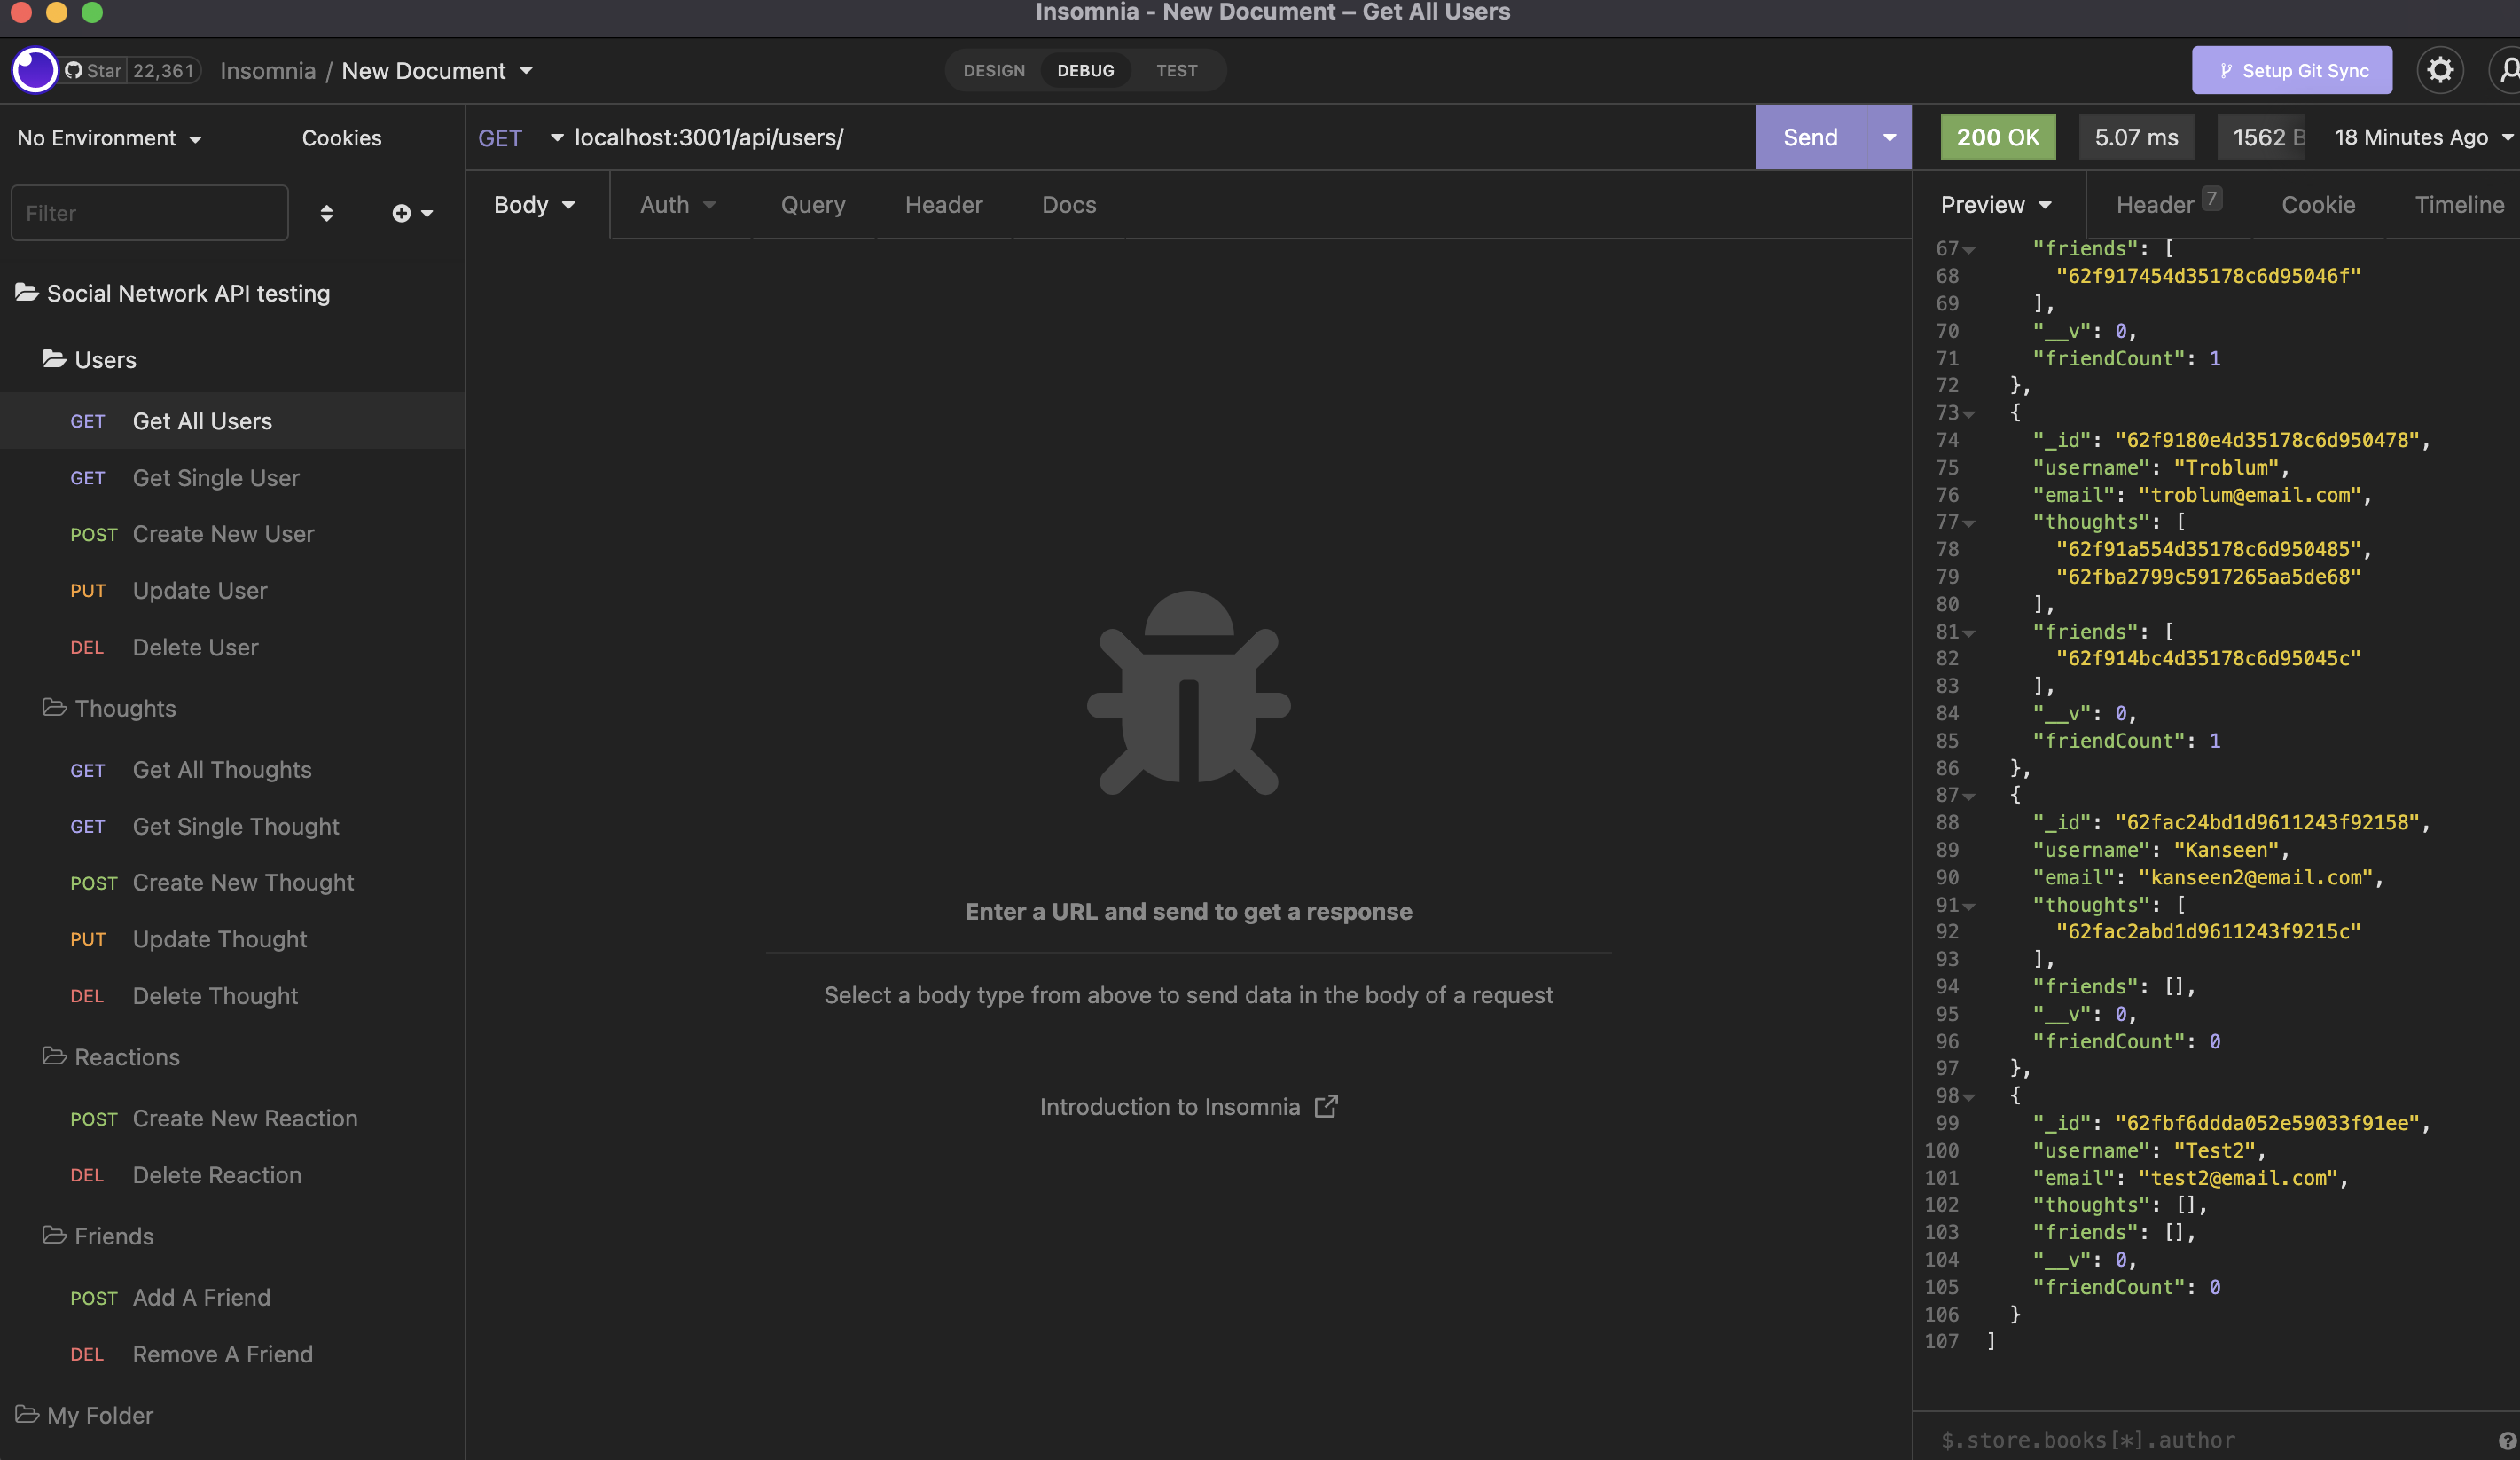 Insomnia - New Document – Get All Users
Star 22,361 Insomnia / New Document
DESIGN DEBUG TEST
Setup Git Sync
No Environment Cookies
Filter
Social Network API testing
Users
GET Get All Users
GET Get Single User
POST Create New User
PUT Update User
DEL Delete User
Thoughts
GET Get All Thoughts
GET Get Single Thought
POST Create New Thought
PUT Update Thought
DEL Delete Thought
Reactions
POST Create New Reaction
DEL Delete Reaction
Friends
POST Add A Friend
DEL Remove A Friend
My Folder
GET localhost:3001/api/users/ Send
Body Auth Query Header Docs
Enter a URL and send to get a response
Select a body type from above to send data in the body of a request
Introduction to Insomnia
200 OK 5.07 ms 1562 B 18 Minutes Ago
Preview Header 7 Cookie Timeline
67 "friends": [
68 "62f917454d35178c6d95046f"
69 ],
70 "__v": 0,
71 "friendCount": 1
72 },
73 {
74 "_id": "62f9180e4d35178c6d950478",
75 "username": "Troblum",
76 "email": "troblum@email.com",
77 "thoughts": [
78 "62f91a554d35178c6d950485",
79 "62fba2799c5917265aa5de68"
80 ],
81 "friends": [
82 "62f914bc4d35178c6d95045c"
83 ],
84 "__v": 0,
85 "friendCount": 1
86 },
87 {
88 "_id": "62fac24bd1d9611243f92158",
89 "username": "Kanseen",
90 "email": "kanseen2@email.com",
91 "thoughts": [
92 "62fac2abd1d9611243f9215c"
93 ],
94 "friends": [],
95 "__v": 0,
96 "friendCount": 0
97 },
98 {
99 "_id": "62fbf6ddda052e59033f91ee",
100 "username": "Test2",
101 "email": "test2@email.com",
102 "thoughts": [],
103 "friends": [],
104 "__v": 0,
105 "friendCount": 0
106 }
107 ]
$.store.books[*].author